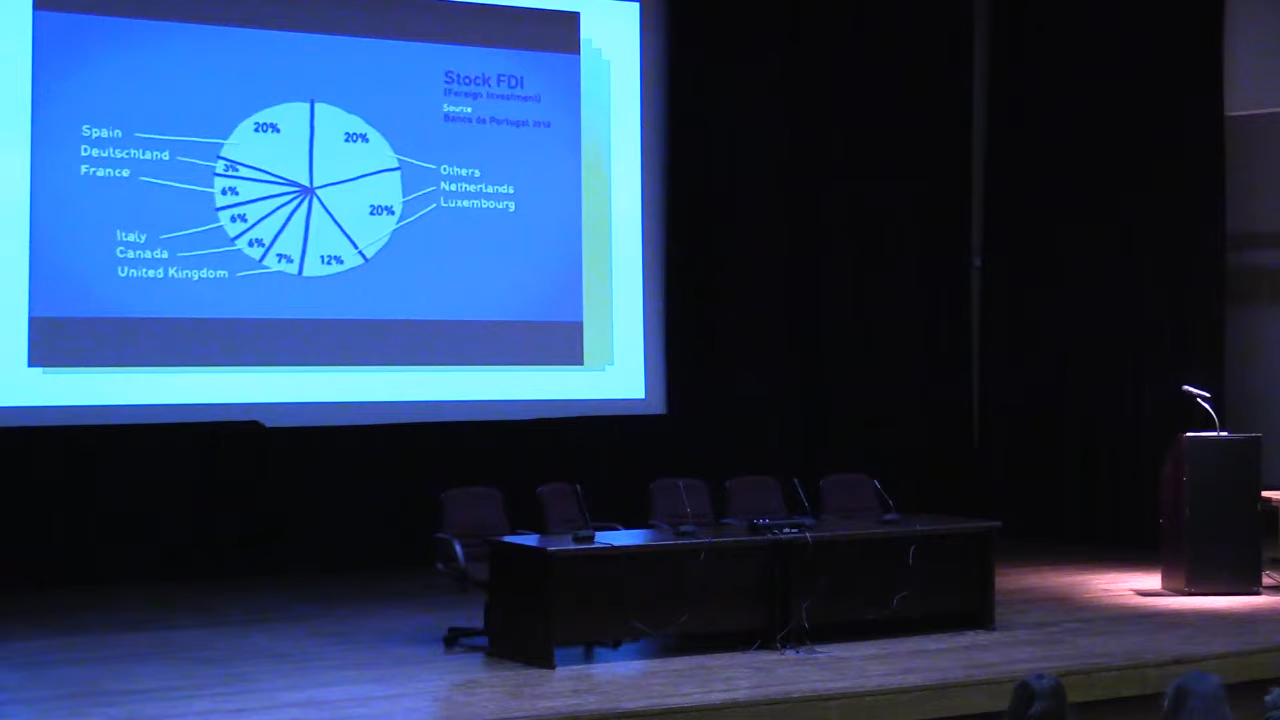 Stock FDI
(Foreign Investment)
Source
Banco de Portugal 2012
Spain
Deutschland
France
Italy
Canada
United Kingdom
Others
Netherlands
Luxembourg
20%
20%
3%
6%
20%
6%
6%
7%
12%